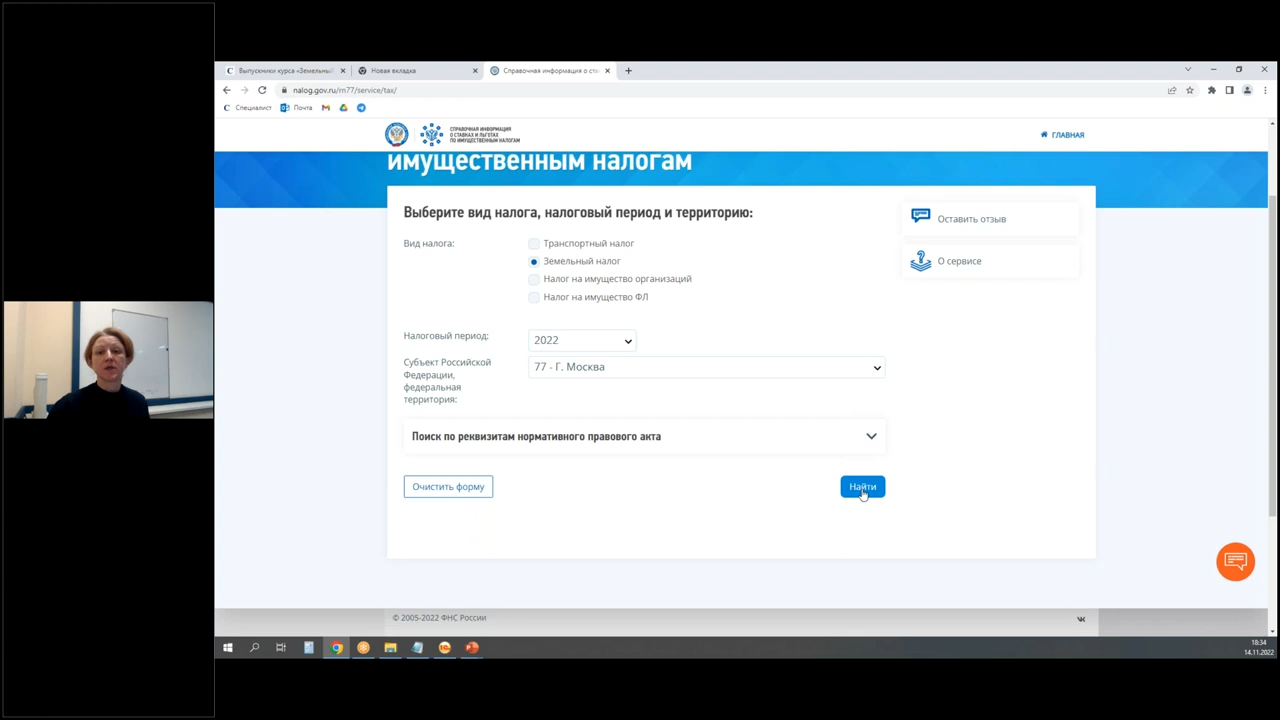 Выпускники курса «Земельный
Новая вкладка
Справочная информация о ста
nalog.gov.ru/rn77/service/tax/
Специалист
Почта
СПРАВОЧНАЯ ИНФОРМАЦИЯ
О СТАВКАХ И ЛЬГОТАХ
ПО ИМУЩЕСТВЕННЫМ НАЛОГАМ
ГЛАВНАЯ
имущественным налогам
Выберите вид налога, налоговый период и территорию:
Вид налога:
Транспортный налог
Земельный налог
Налог на имущество организаций
Налог на имущество ФЛ
Оставить отзыв
О сервисе
Налоговый период:
2022
Субъект Российской
Федерации,
федеральная
территория:
77 - Г. Москва
Поиск по реквизитам нормативного правового акта
Очистить форму
Найти
© 2005-2022 ФНС России
18:34
14.11.2022